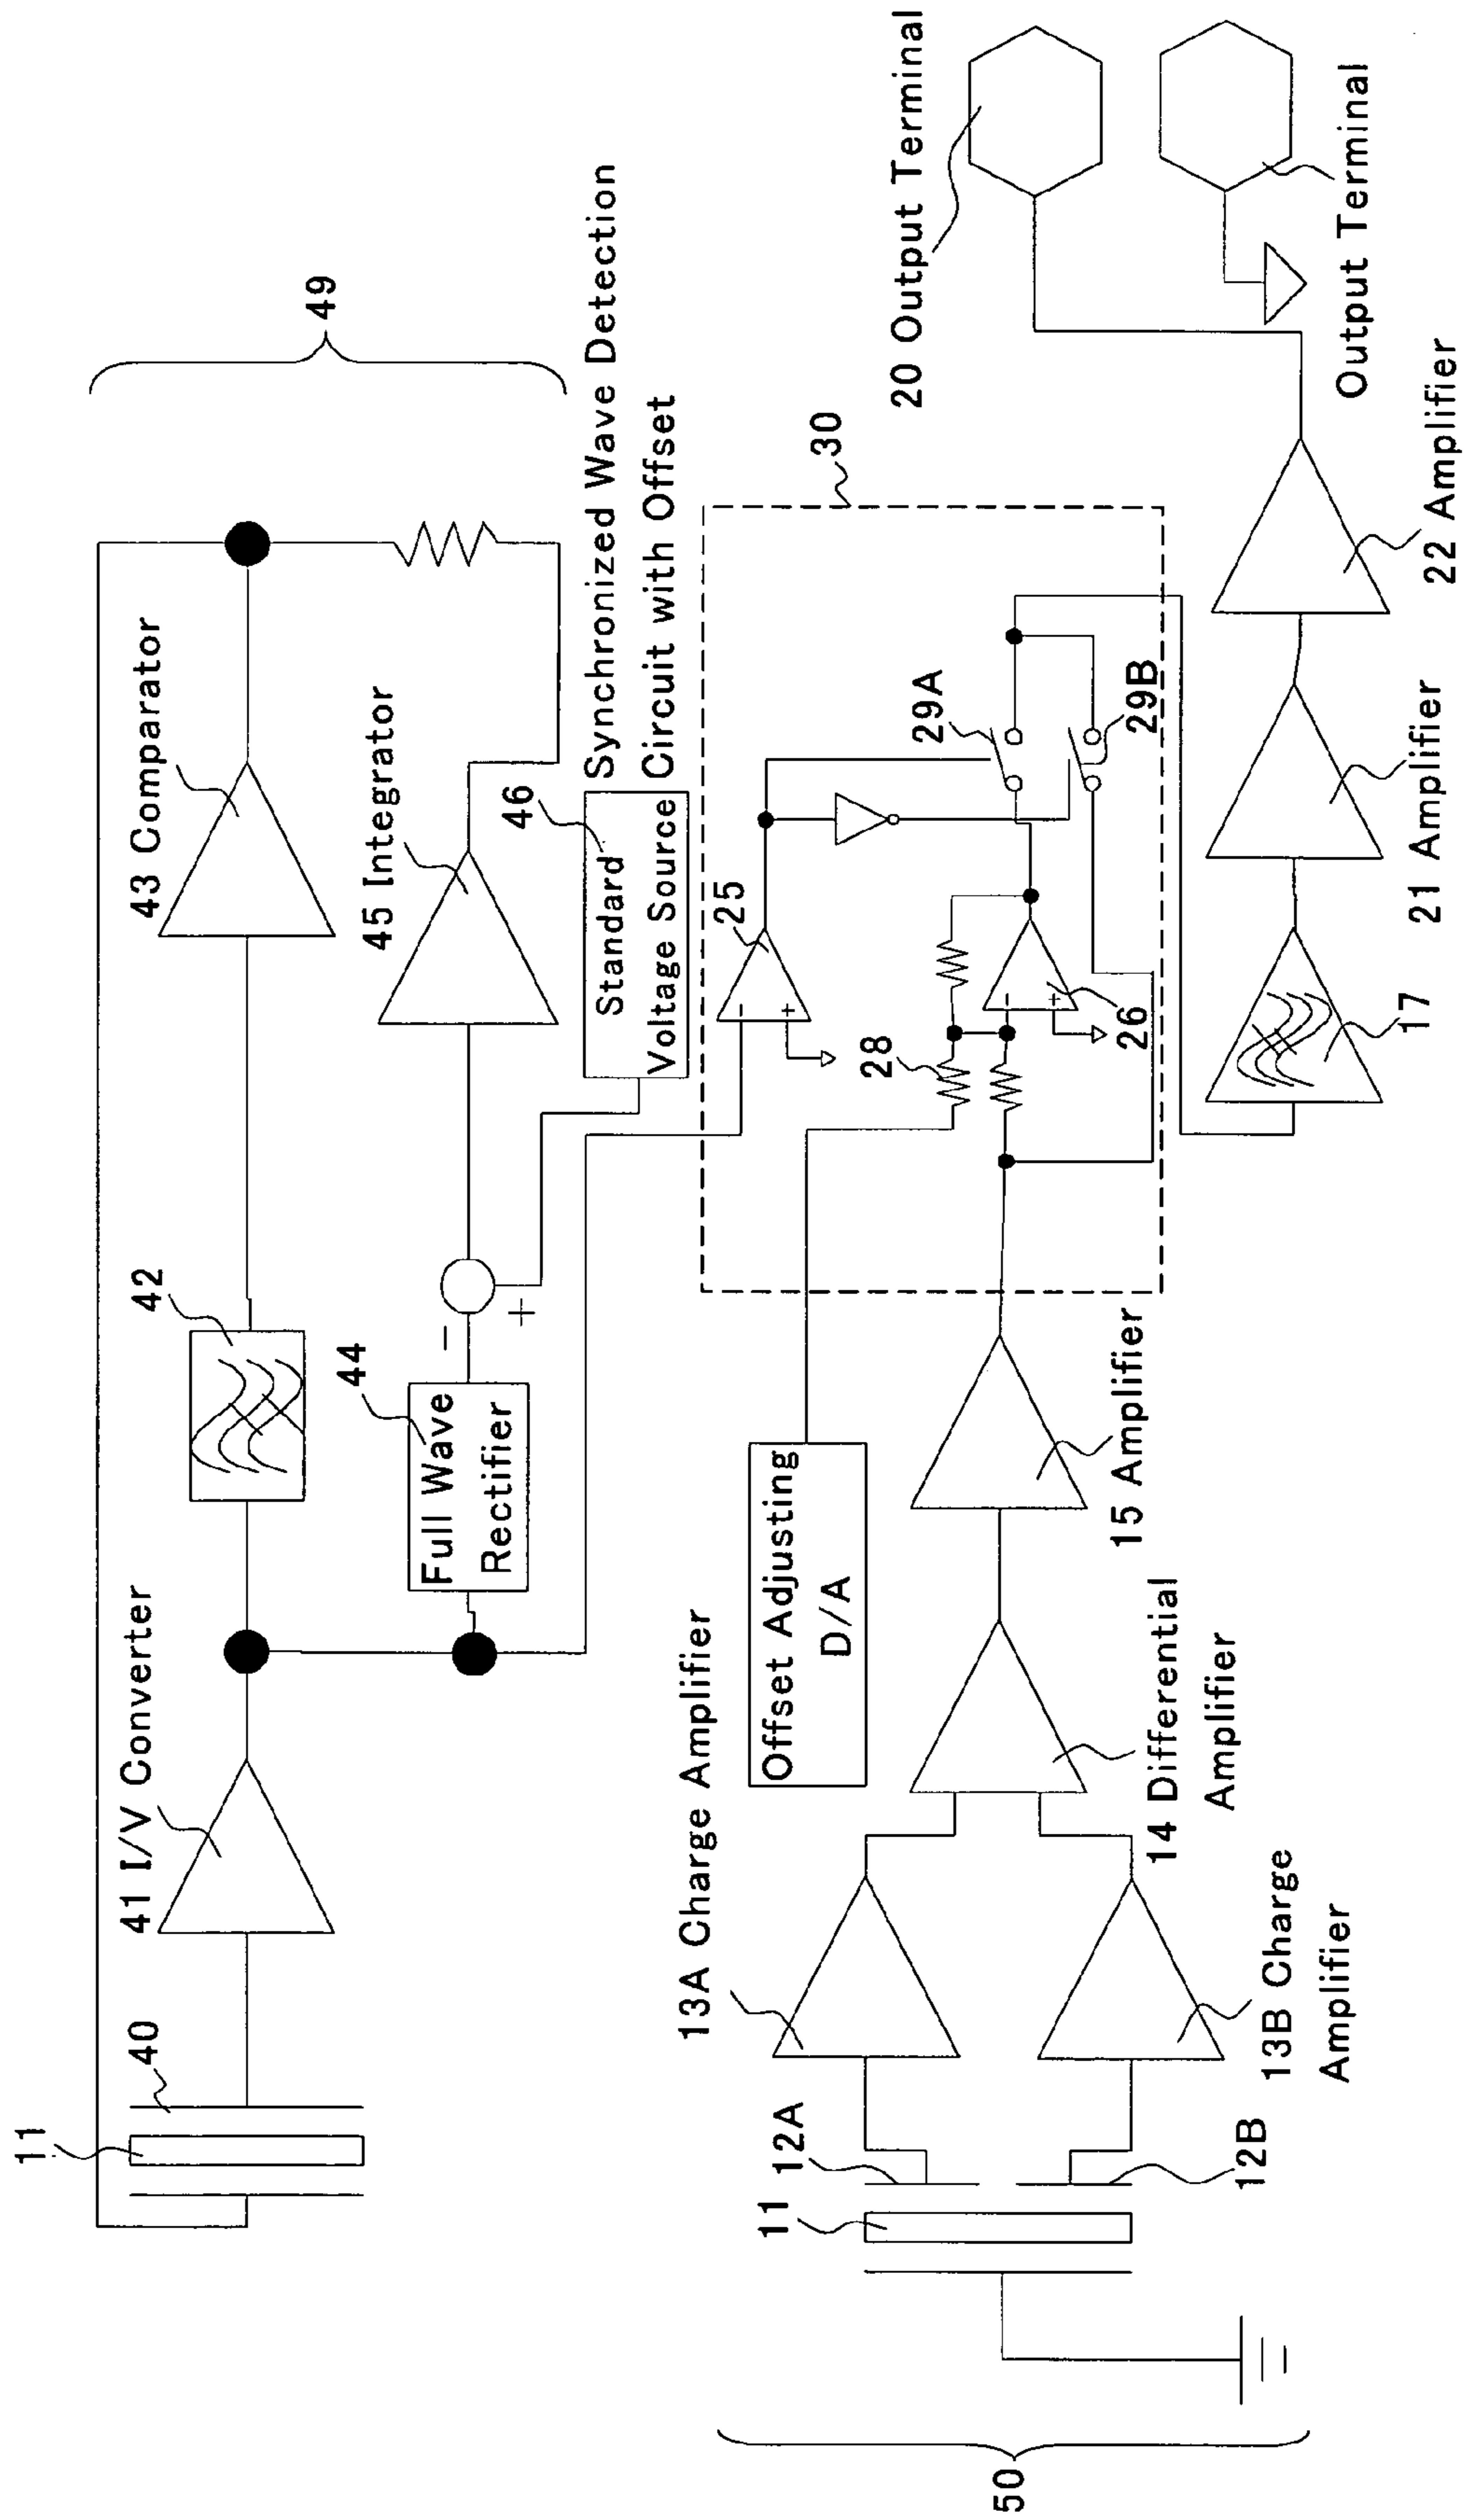 11
40
41 I/V Converter
42
43 Comparator
49
44
Full Wave
Rectifier
−
+
45 Integrator
46
Standard
Voltage Source
Synchronized Wave Detection
Circuit with Offset
30
25
−
+
28
26
−
+
29A
29B
20 Output Terminal
Output Terminal
Offset Adjusting
D/A
50
11
12A
12B
13A Charge Amplifier
13B Charge
Amplifier
14 Differential
Amplifier
15 Amplifier
17
21 Amplifier
22 Amplifier